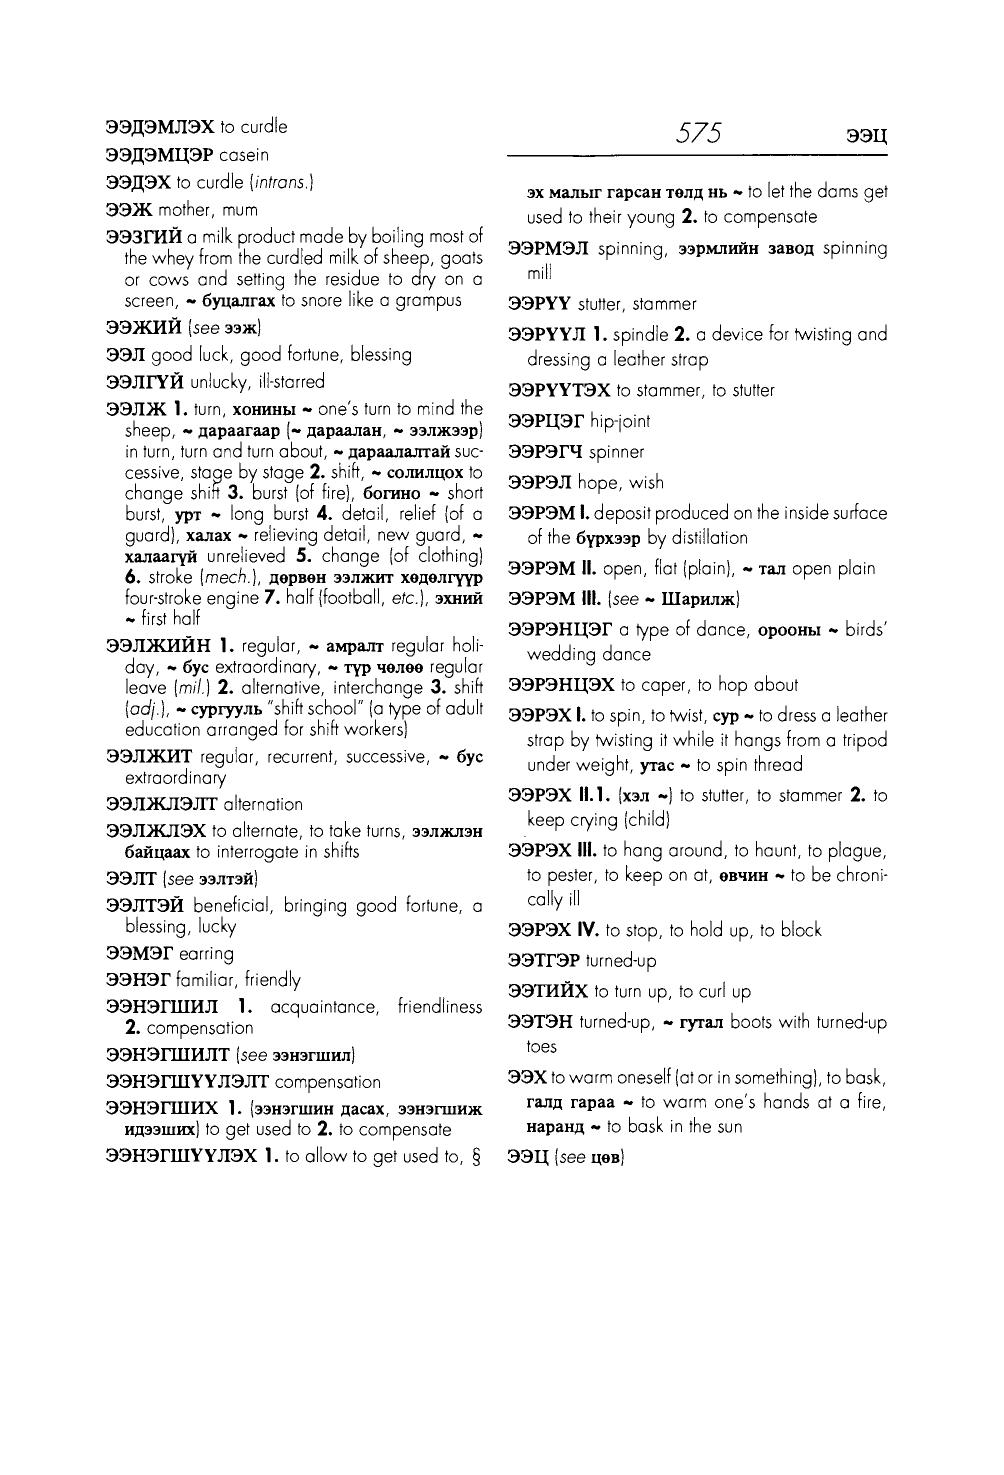 ЭЭДЭМЛЭХ to curdle
ЭЭДЭМЦЭР casein
ЭЭДЭХ to curdle (intrans.)
ЭЭЖ mother, mum
ЭЭЗГИЙ a milk product made by boiling most of
the whey from the curdled milk of sheep, goats
or cows and setting the residue to dry on a
screen, ~ буцалгах to snore like a grampus
ЭЭЖИЙ (see ээж)
ЭЭЛ good luck, good fortune, blessing
ЭЭЛГҮЙ unlucky, ill-starred
ЭЭЛЖ 1. turn, хонины ~ one's turn to mind the
sheep, ~ дараагаар (~ дараалан, ~ ээлжээр)
in turn, turn and turn about, ~ дараалалтай suc-
cessive, stage by stage 2. shift, ~ солилцох to
change shift 3. burst (of fire), богино ~ short
burst, урт ~ long burst 4. detail, relief (of a
guard), халах ~ relieving detail, new guard, ~
халаагүй unrelieved 5. change (of clothing)
6. stroke (mech.), дөрвөн ээлжит хөдөлгүүр
four-stroke engine 7. half (football, etc.), эхний
~ first half
ЭЭЛЖИЙН 1. regular, ~ амралт regular holi-
day, ~ бус extraordinary, ~ түр чөлөө regular
leave (mil.) 2. alternative, interchange 3. shift
(adj.), ~ сургууль "shift school" (a type of adult
education arranged for shift workers)
ЭЭЛЖИТ regular, recurrent, successive, ~ бус
extraordinary
ЭЭЛЖЛЭЛТ alternation
ЭЭЛЖЛЭХ to alternate, to take turns, ээлжлэн
байцаах to interrogate in shifts
ЭЭЛТ (see ээлтэй)
ЭЭЛТЭЙ beneficial, bringing good fortune, a
blessing, lucky
ЭЭМЭГ earring
ЭЭНЭГ familiar, friendly
ЭЭНЭГШИЛ 1. acquaintance, friendliness
2. compensation
ЭЭНЭГШИЛТ (see ээнэгшил)
ЭЭНЭГШҮҮЛЭЛТ compensation
ЭЭНЭГШИХ 1. (ээнэгшин дасах, ээнэгшиж
идээших) to get used to 2. to compensate
ЭЭНЭГШҮҮЛЭХ 1. to allow to get used to, §
575 ЭЭЦ
эх малыг гарсан төлд нь ~ to let the dams get
used to their young 2. to compensate
ЭЭРМЭЛ spinning, ээрмлийн завод spinning
mill
ЭЭРҮҮ stutter, stammer
ЭЭРҮҮЛ 1. spindle 2. a device for twisting and
dressing a leather strap
ЭЭРҮҮТЭХ to stammer, to stutter
ЭЭРЦЭГ hip-joint
ЭЭРЭГЧ spinner
ЭЭРЭЛ hope, wish
ЭЭРЭМ I. deposit produced on the inside surface
of the бүрхээр by distillation
ЭЭРЭМ II. open, flat (plain), ~ тал open plain
ЭЭРЭМ III. (see ~ Шарилж)
ЭЭРЭНЦЭГ a type of dance, орооны ~ birds'
wedding dance
ЭЭРЭНЦЭХ to caper, to hop about
ЭЭРЭХ I. to spin, to twist, сур ~ to dress a leather
strap by twisting it while it hangs from a tripod
under weight, утас ~ to spin thread
ЭЭРЭХ II.1. (хэл ~) to stutter, to stammer 2. to
keep crying (child)
ЭЭРЭХ III. to hang around, to haunt, to plague,
to pester, to keep on at, өвчин ~ to be chroni-
cally ill
ЭЭРЭХ IV. to stop, to hold up, to block
ЭЭТГЭР turned-up
ЭЭТИЙХ to turn up, to curl up
ЭЭТЭН turned-up, ~ гутал boots with turned-up
toes
ЭЭХ to warm oneself (at or in something), to bask,
галд гараа ~ to warm one's hands at a fire,
наранд ~ to bask in the sun
ЭЭЦ (see цөв)